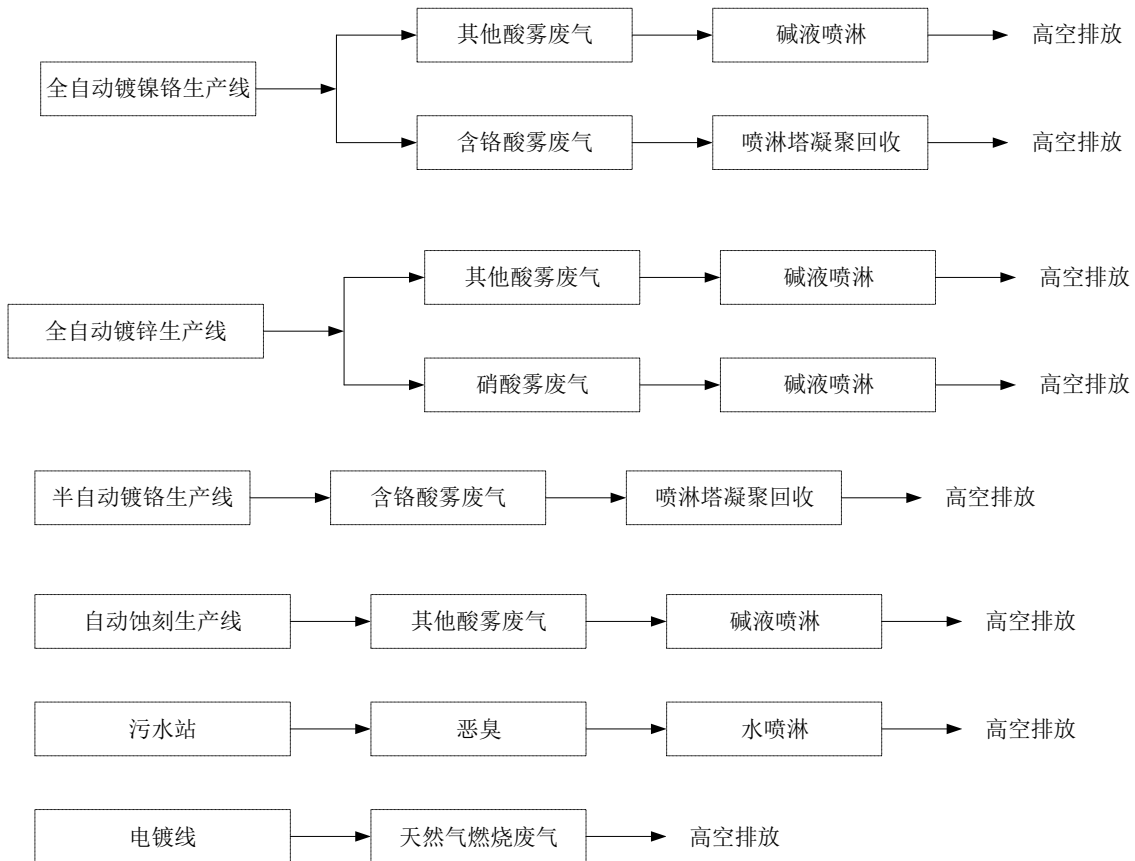 其他酸雾废气
碱液喷淋
高空排放
全自动镀镍铬生产线
含铬酸雾废气
喷淋塔凝聚回收
高空排放
其他酸雾废气
碱液喷淋
高空排放
全自动镀锌生产线
硝酸雾废气
碱液喷淋
高空排放
半自动镀铬生产线
含铬酸雾废气
喷淋塔凝聚回收
高空排放
自动蚀刻生产线
其他酸雾废气
碱液喷淋
高空排放
污水站
恶臭
水喷淋
高空排放
电镀线
天然气燃烧废气
高空排放